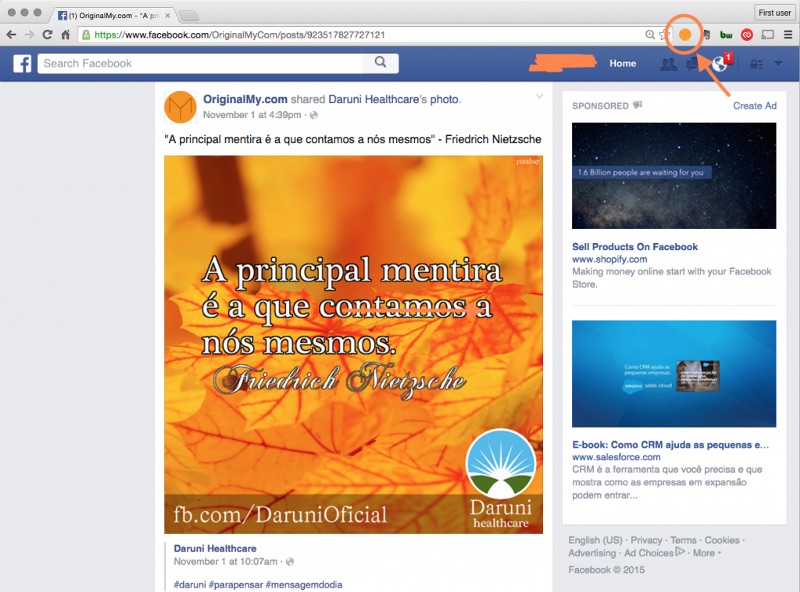 (1) OriginalMy.com - "A pr
First user
https://www.facebook.com/OriginalMyCom/posts/923517827727121
bw
Search Facebook
Home
1
OriginalMy.com shared Daruni Healthcare's photo.
November 1 at 4:39pm ·
"A principal mentira é a que contamos a nós mesmos" - Friedrich Nietzsche
pixabay
A principal mentira
é a que contamos a
nós mesmos.
Friedrich Nietzsche
fb.com/DaruniOficial
Daruni
healthcare
Daruni Healthcare
November 1 at 10:07am ·
#daruni #parapensar #mensagemdodia
SPONSORED
Create Ad
1.6 Billion people are waiting for you
Sell Products On Facebook
www.shopify.com
Making money online start with your Facebook
Store.
Como CRM ajuda as
pequenas empresas
sales cloud
E-book: Como CRM ajuda as pequenas e...
www.salesforce.com
CRM é a ferramenta que você precisa e que
mostra como as empresas em expansão
podem entrar...
English (US) · Privacy · Terms · Cookies ·
Advertising · Ad Choices · More
Facebook © 2015